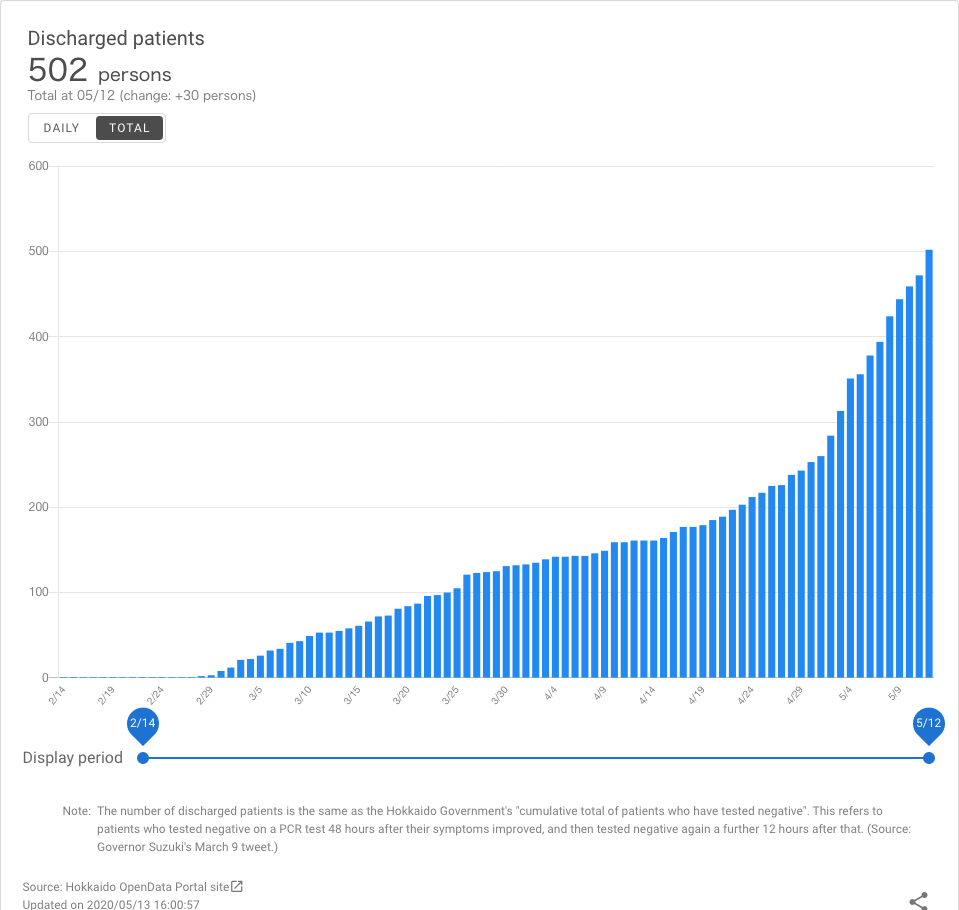 Discharged patients
502 persons
Total at 05/12 (change: +30 persons)
DAILY TOTAL
600
500
400
300
200
100
0
2/14 2/19 2/24 2/29 3/5 3/10 3/15 3/20 3/25 3/30 4/4 4/9 4/14 4/19 4/24 4/29 5/4 5/9
2/14 5/12
Display period
Note: The number of discharged patients is the same as the Hokkaido Government's "cumulative total of patients who have tested negative". This refers to
patients who tested negative on a PCR test 48 hours after their symptoms improved, and then tested negative again a further 12 hours after that. (Source:
Governor Suzuki's March 9 tweet.)
Source: Hokkaido OpenData Portal site
Updated on 2020/05/13 16:00:57